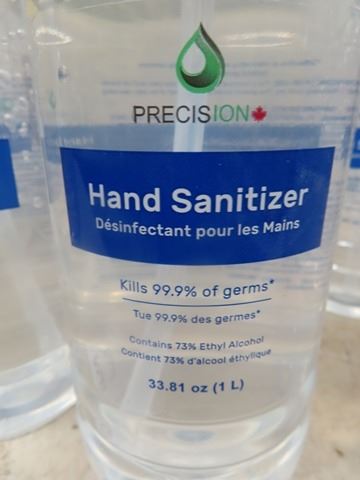 PRECISION
Hand Sanitizer
Désinfectant pour les Mains
Kills 99.9% of germs*
Tue 99.9% des germes*
Contains 73% Ethyl Alcohol
Contient 73% d'alcool éthylique
33.81 oz (1 L)